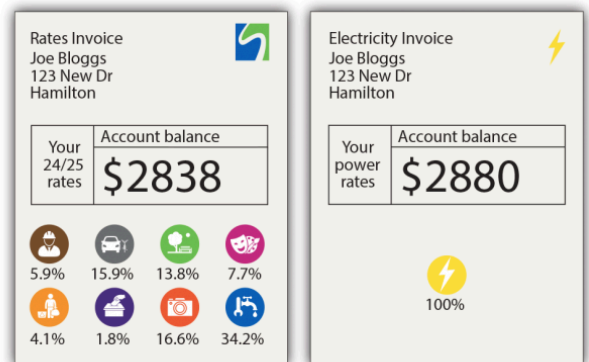 Rates Invoice
Joe Bloggs
123 New Dr
Hamilton
Your
24/25
rates
Account balance
$2838
5.9% 15.9% 13.8% 7.7%
4.1% 1.8% 16.6% 34.2%
Electricity Invoice
Joe Bloggs
123 New Dr
Hamilton
Your
power
rates
Account balance
$2880
100%